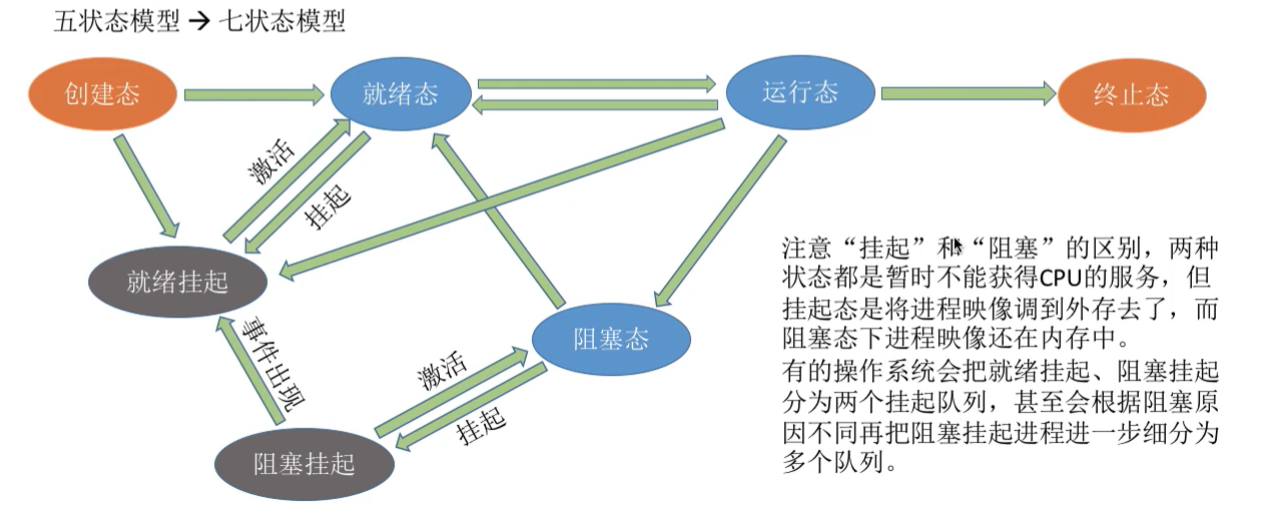 五状态模型 → 七状态模型
创建态
就绪态
运行态
终止态
激活
挂起
就绪挂起
事件出现
阻塞态
激活
挂起
阻塞挂起
注意“挂起”和“阻塞”的区别，两种
状态都是暂时不能获得CPU的服务，但
挂起态是将进程映像调到外存去了，而
阻塞态下进程映像还在内存中。
有的操作系统会把就绪挂起、阻塞挂起
分为两个挂起队列，甚至会根据阻塞原
因不同再把阻塞挂起进程进一步细分为
多个队列。